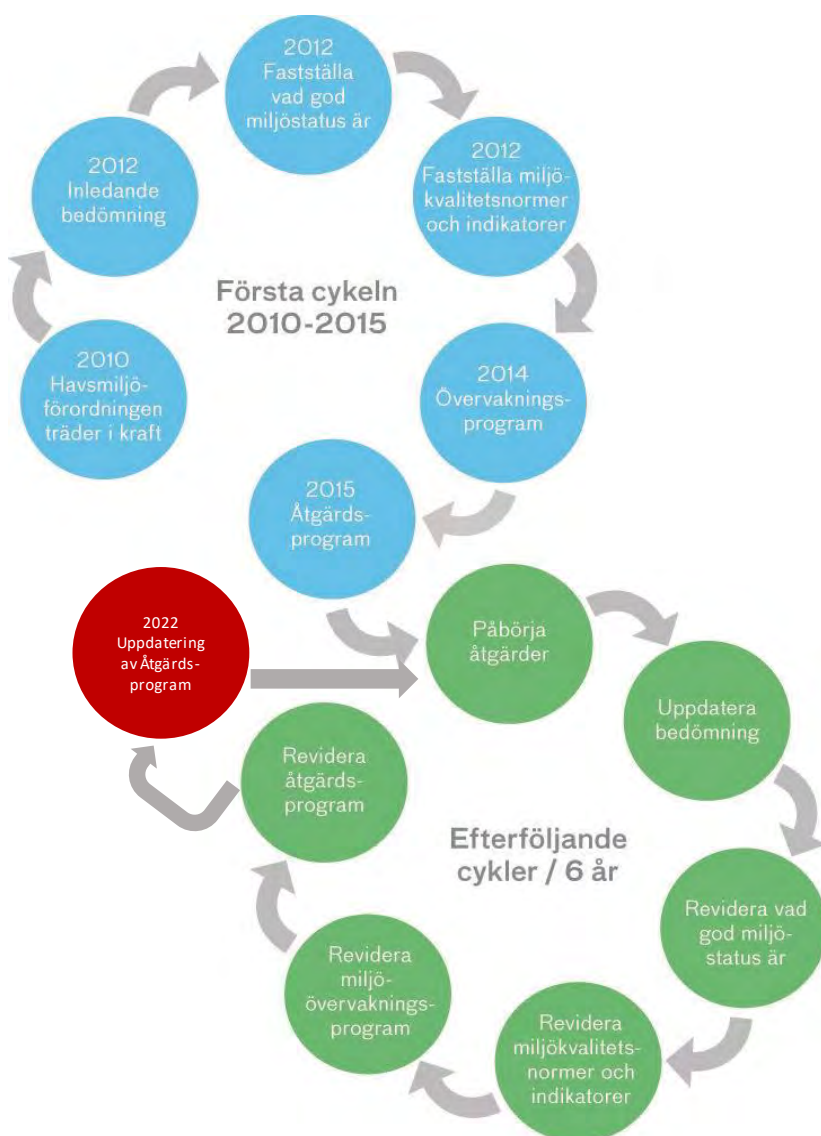 2012
Fastställa
vad god
miljöstatus är
2012
Inledande
bedömning
2012
Fastställa miljö-
kvalitetsnormer
och indikatorer
Första cykeln
2010-2015
2010
Havsmiljö-
förordningen
träder i kraft
2014
Övervaknings-
program
2015
Åtgärds-
program
2022
Uppdatering
av Åtgärds-
program
Påbörja
åtgärder
Uppdatera
bedömning
Revidera
åtgärds-
program
Efterföljande
cykler / 6 år
Revidera vad
god miljö-
status är
Revidera
miljö-
övervaknings-
program
Revidera
miljökvalitets-
normer och
indikatorer